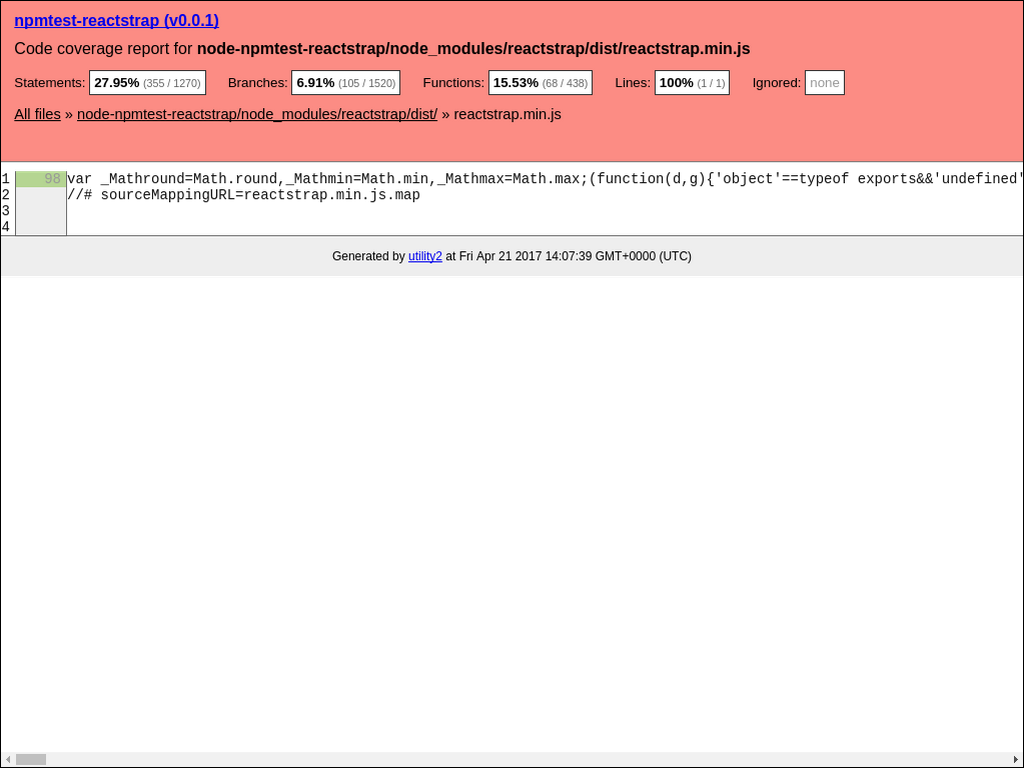 npmtest-reactstrap (v0.0.1)
Code coverage report for node-npmtest-reactstrap/node_modules/reactstrap/dist/reactstrap.min.js
Statements: 27.95% (355 / 1270) Branches: 6.91% (105 / 1520) Functions: 15.53% (68 / 438) Lines: 100% (1 / 1) Ignored: none
All files » node-npmtest-reactstrap/node_modules/reactstrap/dist/ » reactstrap.min.js
1 98 var _Mathround=Math.round,_Mathmin=Math.min,_Mathmax=Math.max;(function(d,g){'object'==typeof exports&&'undefined'
2 //# sourceMappingURL=reactstrap.min.js.map
3
4
Generated by utility2 at Fri Apr 21 2017 14:07:39 GMT+0000 (UTC)